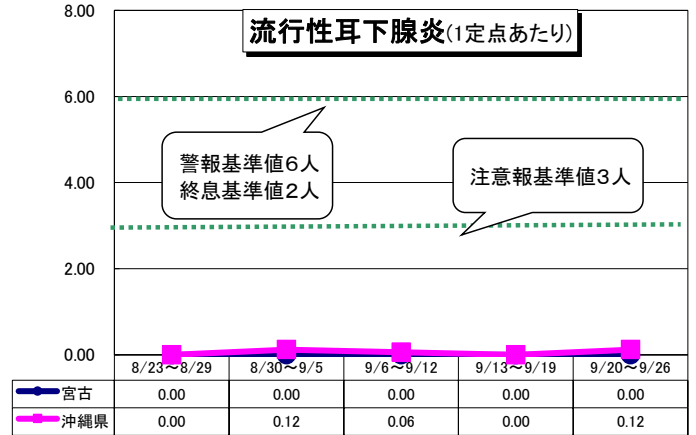 流行性耳下腺炎(1定点あたり)
8.00
6.00
4.00
2.00
0.00
警報基準値6人
終息基準値2人
注意報基準値3人
8/23～8/29 8/30～9/5 9/6～9/12 9/13～9/19 9/20～9/26
宮古 0.00 0.00 0.00 0.00 0.00
沖縄県 0.00 0.12 0.06 0.00 0.12